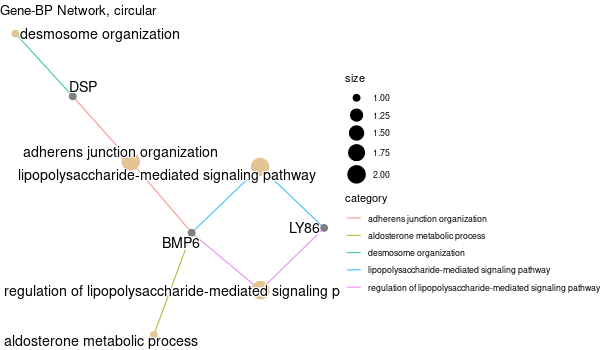 Gene-BP Network, circular
desmosome organization
DSP
adherens junction organization
lipopolysaccharide-mediated signaling pathway
LY86
BMP6
regulation of lipopolysaccharide-mediated signaling p
aldosterone metabolic process
size
1.00
1.25
1.50
1.75
2.00
category
adherens junction organization
aldosterone metabolic process
desmosome organization
lipopolysaccharide-mediated signaling pathway
regulation of lipopolysaccharide-mediated signaling pathway